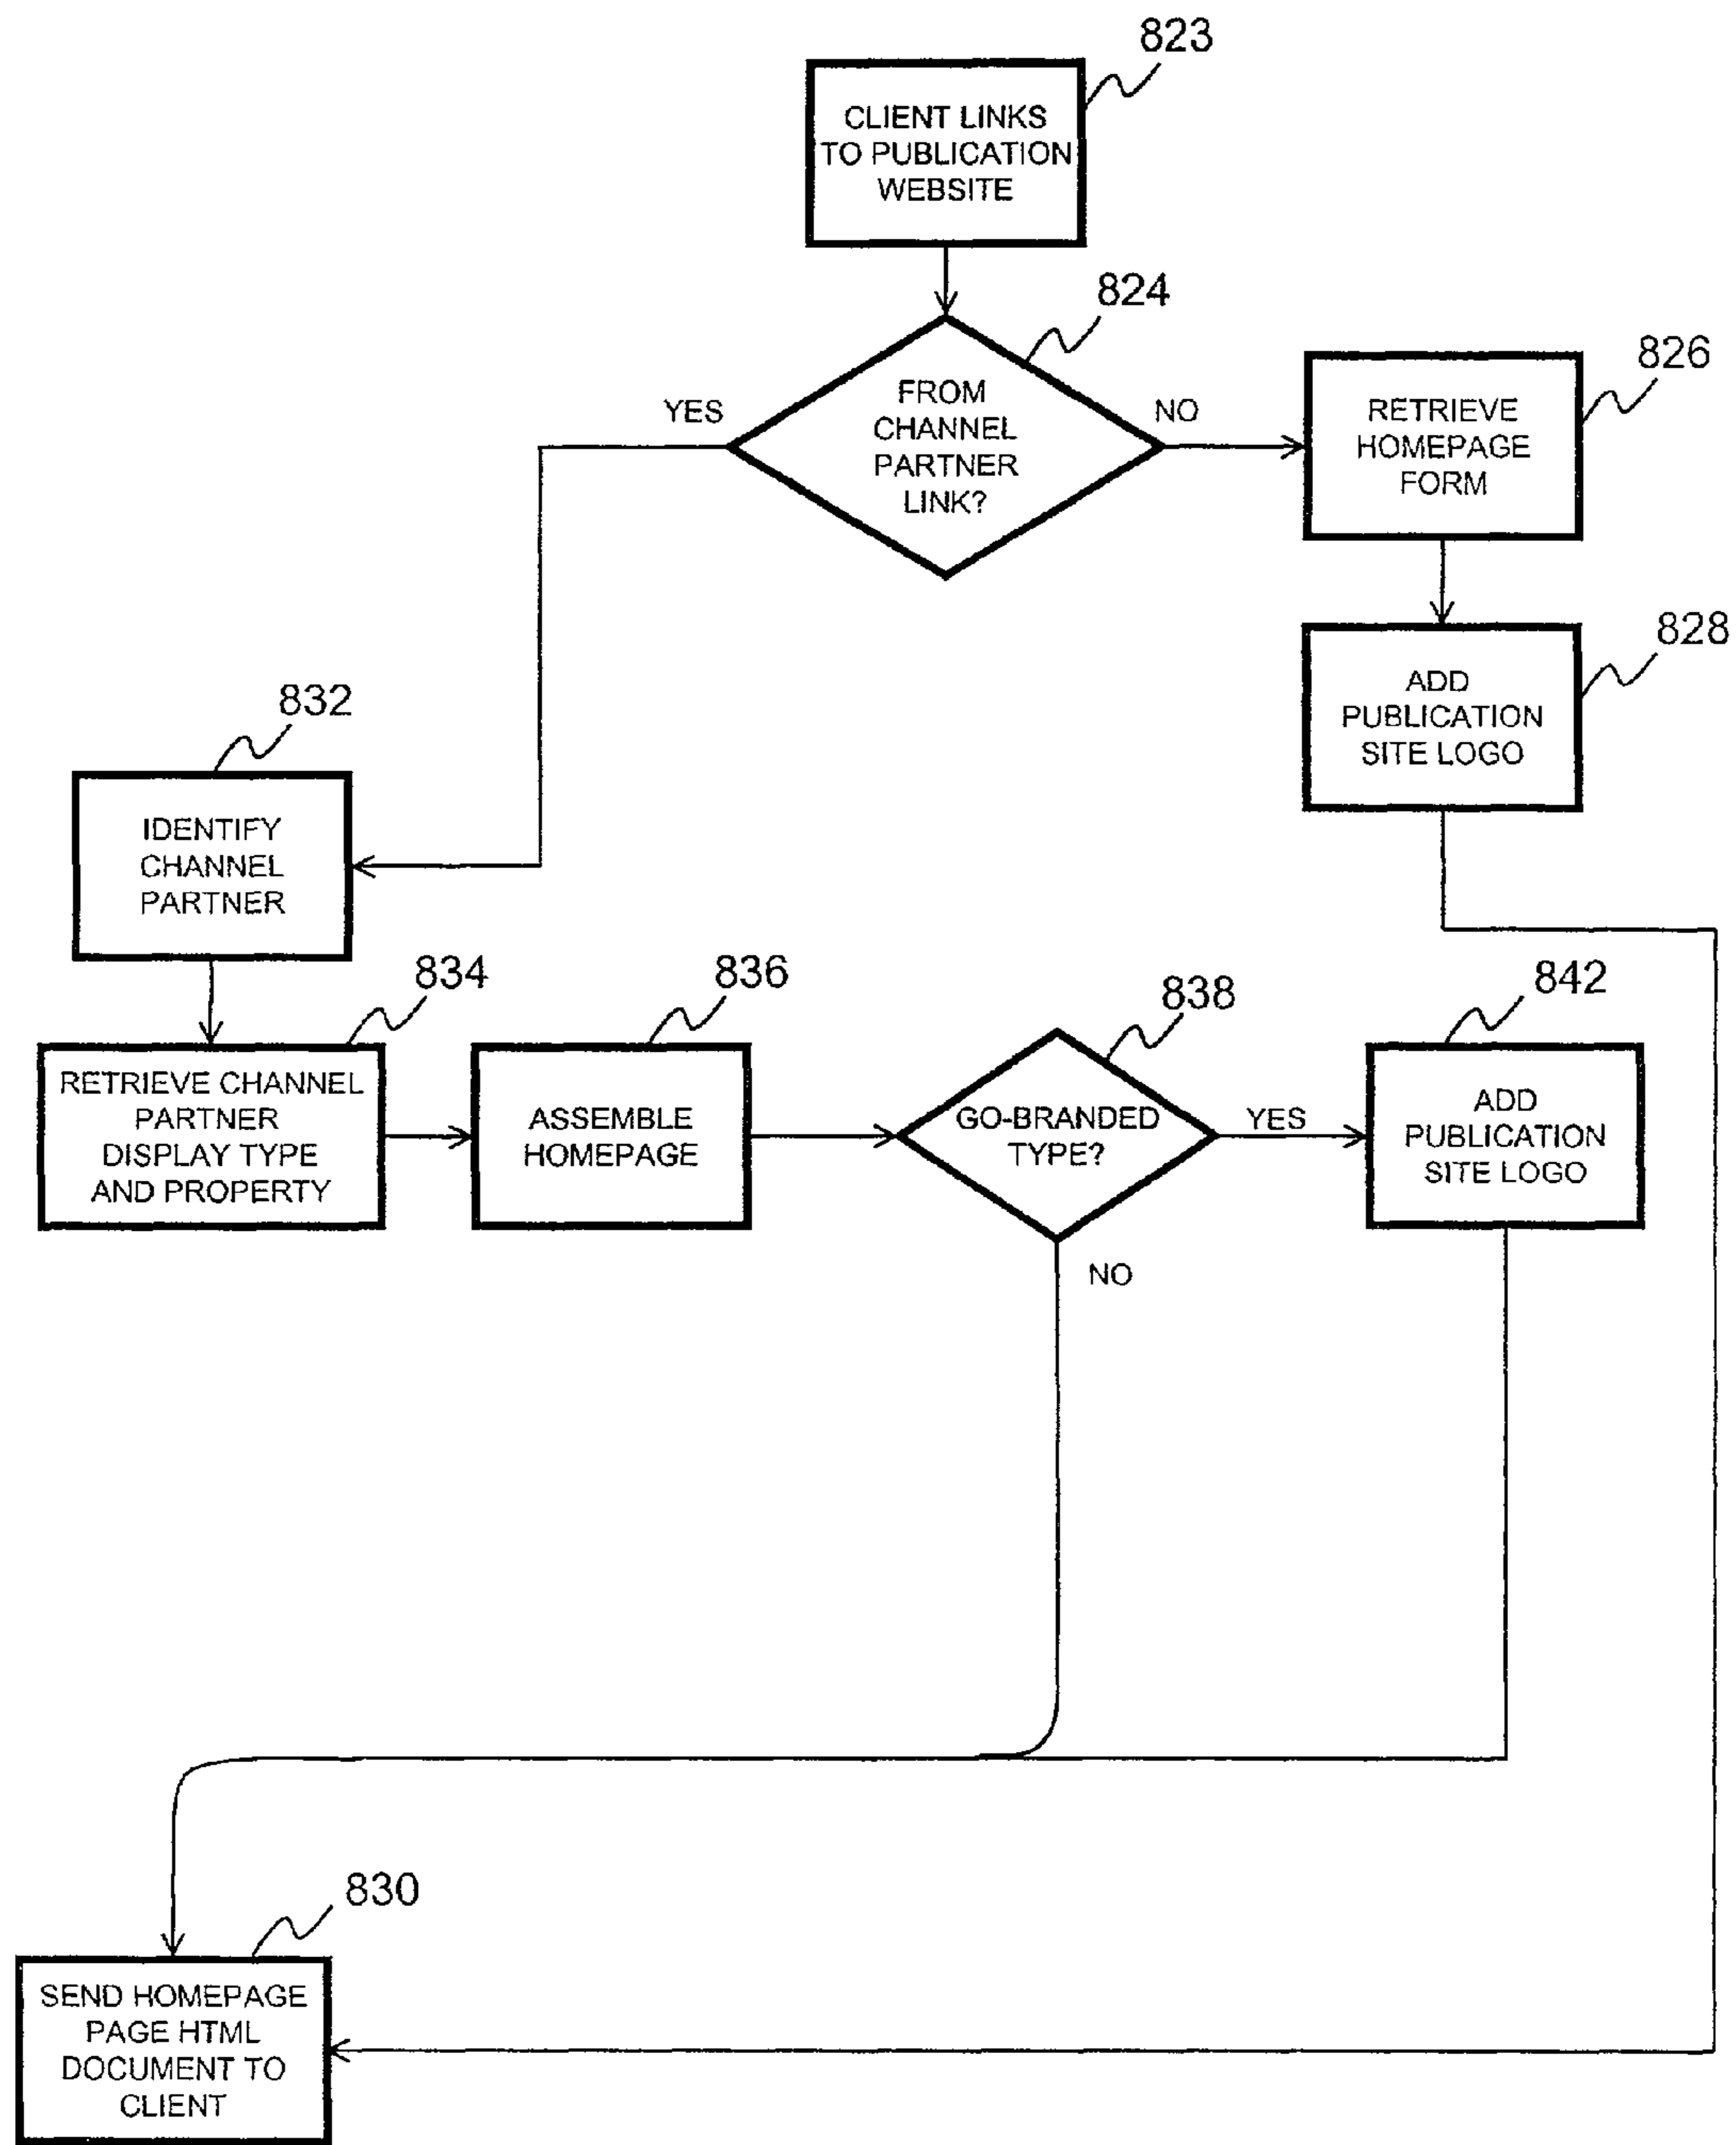 823
CLIENT LINKS
TO PUBLICATION
WEBSITE
824
FROM
CHANNEL
PARTNER
LINK?
YES
NO
826
RETRIEVE
HOMEPAGE
FORM
828
ADD
PUBLICATION
SITE LOGO
832
IDENTIFY
CHANNEL
PARTNER
834
RETRIEVE CHANNEL
PARTNER
DISPLAY TYPE
AND PROPERTY
836
ASSEMBLE
HOMEPAGE
838
GO-BRANDED
TYPE?
YES
NO
842
ADD
PUBLICATION
SITE LOGO
830
SEND HOMEPAGE
PAGE HTML
DOCUMENT TO
CLIENT